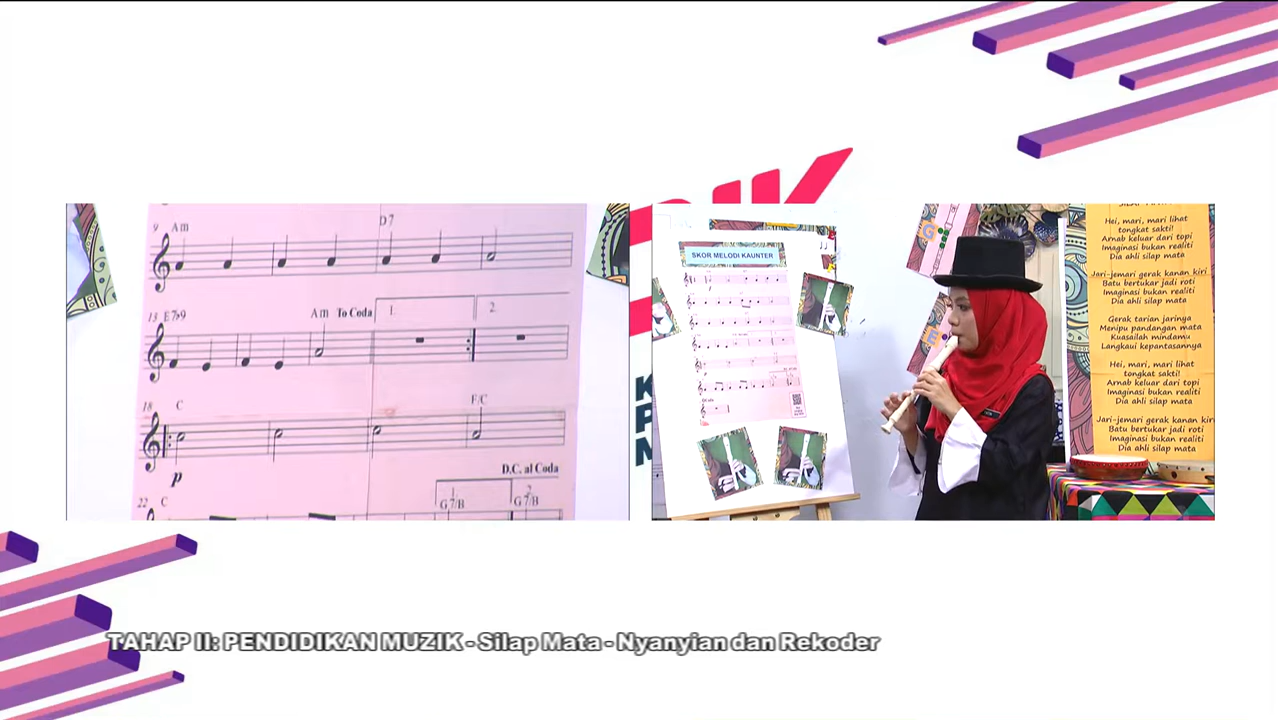 9 Am D7
13 E7b9 Am To Coda 1. 2.
18 C F/C
p
D.C. al Coda
22 C 1 G7/B 2 G7/B
SKOR MELODI KAUNTER
G
E
Hei, mari, mari lihat
tongkat sakti!
Arnab keluar dari topi
Imaginasi bukan realiti
Dia ahli silap mata
Jari-jemari gerak kanan kiri
Batu bertukar jadi roti
Imaginasi bukan realiti
Dia ahli silap mata
Gerak tarian jarinya
Menipu pandangan mata
Kuasailah mindamu
Langkaui kepantasannya
Hei, mari, mari lihat
tongkat sakti!
Arnab keluar dari topi
Imaginasi bukan realiti
Dia ahli silap mata
Jari-jemari gerak kanan kiri
Batu bertukar jadi roti
Imaginasi bukan realiti
Dia ahli silap mata
TAHAP II: PENDIDIKAN MUZIK - Silap Mata - Nyanyian dan Rekoder